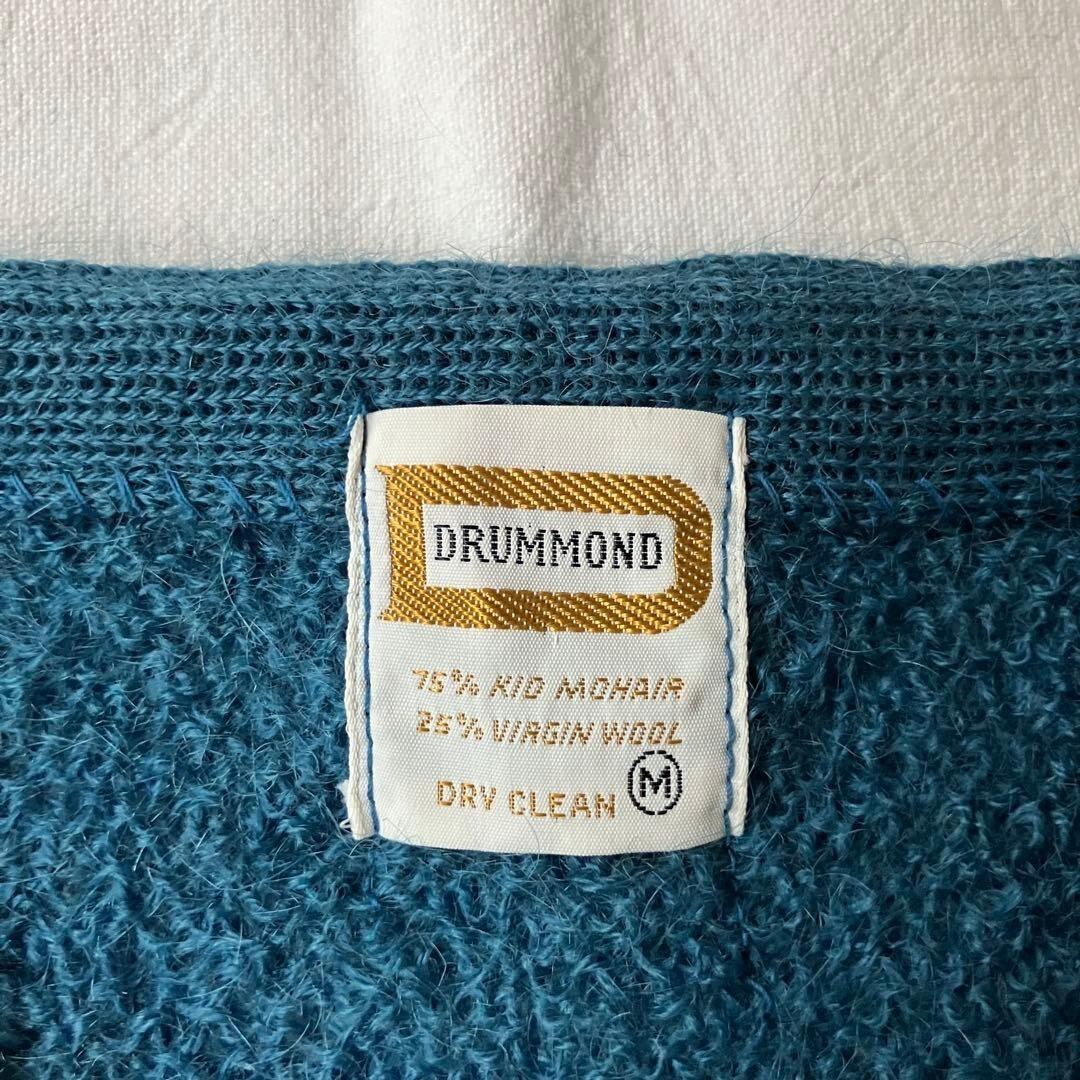 DRUMMOND
75% KID MOHAIR
25% VIRGIN WOOL
DRY CLEAN M